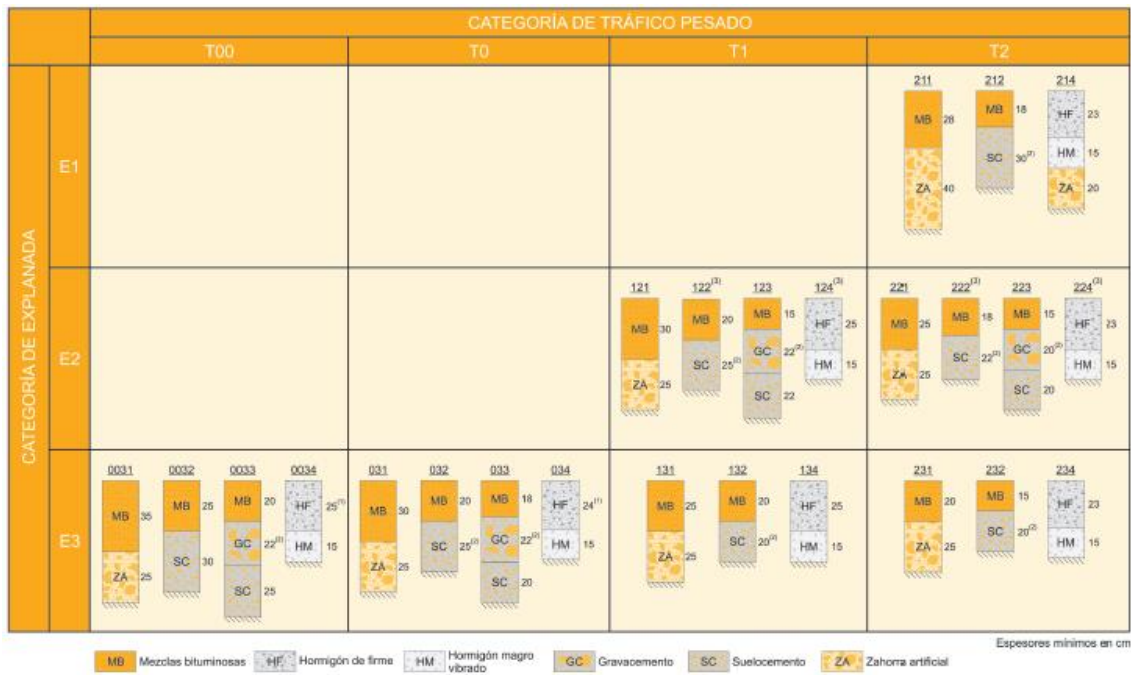 CATEGORÍA DE TRÁFICO PESADO
T00 T0 T1 T2
CATEGORÍA DE EXPLANADA
E1
211 212 214
MB 28 MB 18 HF 23
ZA 40 SC 30(2) HM 15
ZA 20
E2
121 122(3) 123 124(3) 221 222(3) 223 224(3)
MB 30 MB 20 MB 15 HF 25 MB 25 MB 18 MB 15 HF 23
ZA 25 SC 25(2) GC 22(2) HM 15 ZA 25 SC 22(2) GC 20(2) HM 15
SC 22 SC 20
E3
0031 0032 0033 0034 031 032 033 034 131 132 134 231 232 234
MB 35 MB 25 MB 20 HF 25(1) MB 30 MB 20 MB 18 HF 24(1) MB 25 MB 20 HF 25 MB 20 MB 15 HF 23
ZA 25 SC 30 GC 22(2) HM 15 ZA 25 SC 25(2) GC 22(2) HM 15 ZA 25 SC 20(2) HM 15 ZA 25 SC 20(2) HM 15
SC 25 SC 20
Espesores mínimos en cm
MB Mezclas bituminosas HF Hormigón de firme HM Hormigón magro vibrado GC Gravacemento SC Suelocemento ZA Zahorra artificial